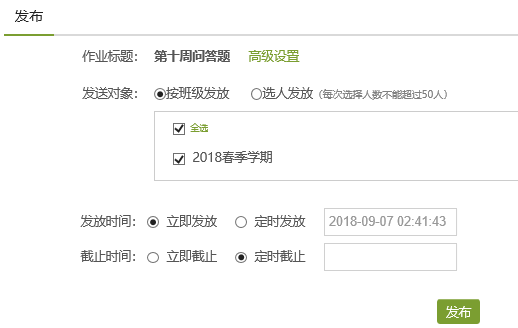 发布
作业标题： 第十周问答题 高级设置
发送对象： 按班级发放 选人发放（每次选择人数不能超过50人）
全选
2018春季学期
发放时间： 立即发放 定时发放 2018-09-07 02:41:43
截止时间： 立即截止 定时截止
发布